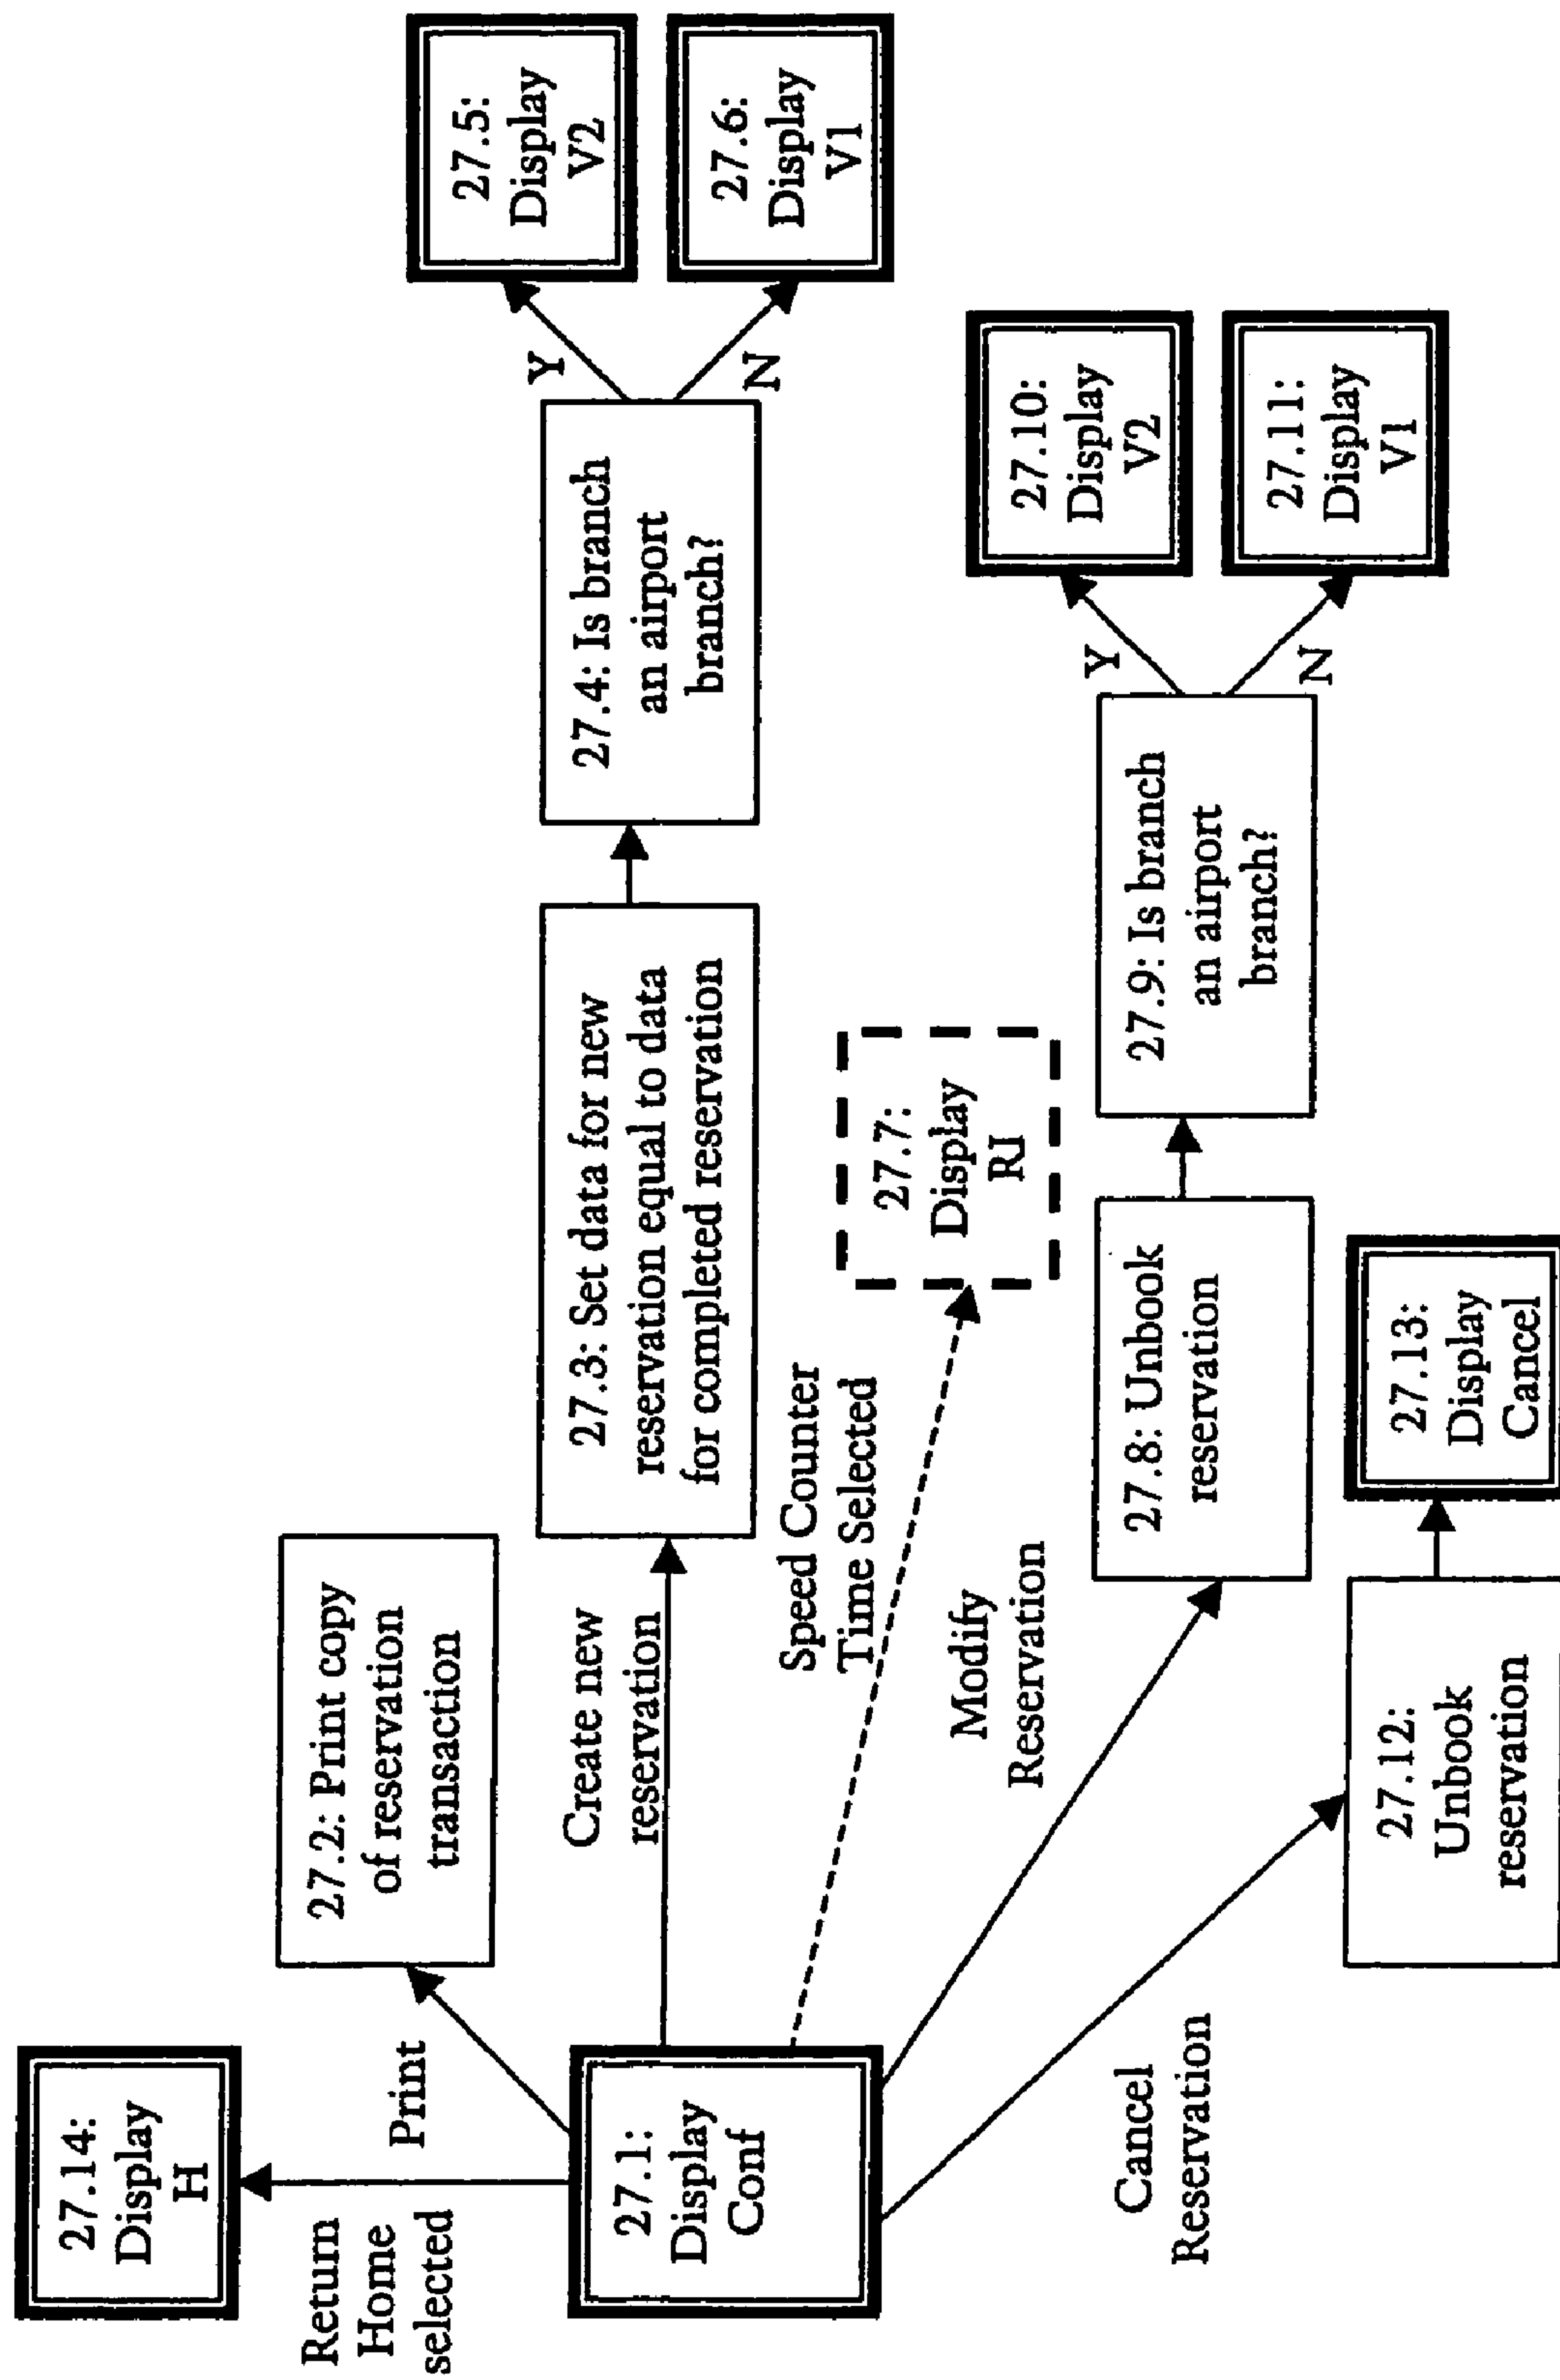 27.14:
Display
H
Return
Home
selected
Print
27.2: Print copy
of reservation
transaction
27.1:
Display
Conf
Create new
reservation
27.3: Set data for new
reservation equal to data
for completed reservation
27.4: Is branch
an airport
branch?
Y
N
27.5:
Display
V2
27.6:
Display
V1
Speed Counter
Time Selected
27.7:
Display
RI
Modify
Reservation
27.8: Unbook
reservation
27.9: Is branch
an airport
branch?
Y
N
27.10:
Display
V2
27.11:
Display
V1
Cancel
Reservation
27.12:
Unbook
reservation
27.13:
Display
Cancel